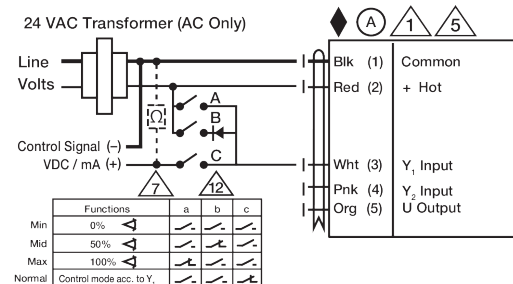 24 VAC Transformer (AC Only)
A 1 5
Line
Volts
Blk (1) Common
Red (2) + Hot
A
Ω
B
Control Signal (–)
VDC / mA (+)
C
Wht (3) Y1 Input
Pnk (4) Y2 Input
Org (5) U Output
7 12
Functions a b c
Min 0%
Mid 50%
Max 100%
Normal Control mode acc. to Y1